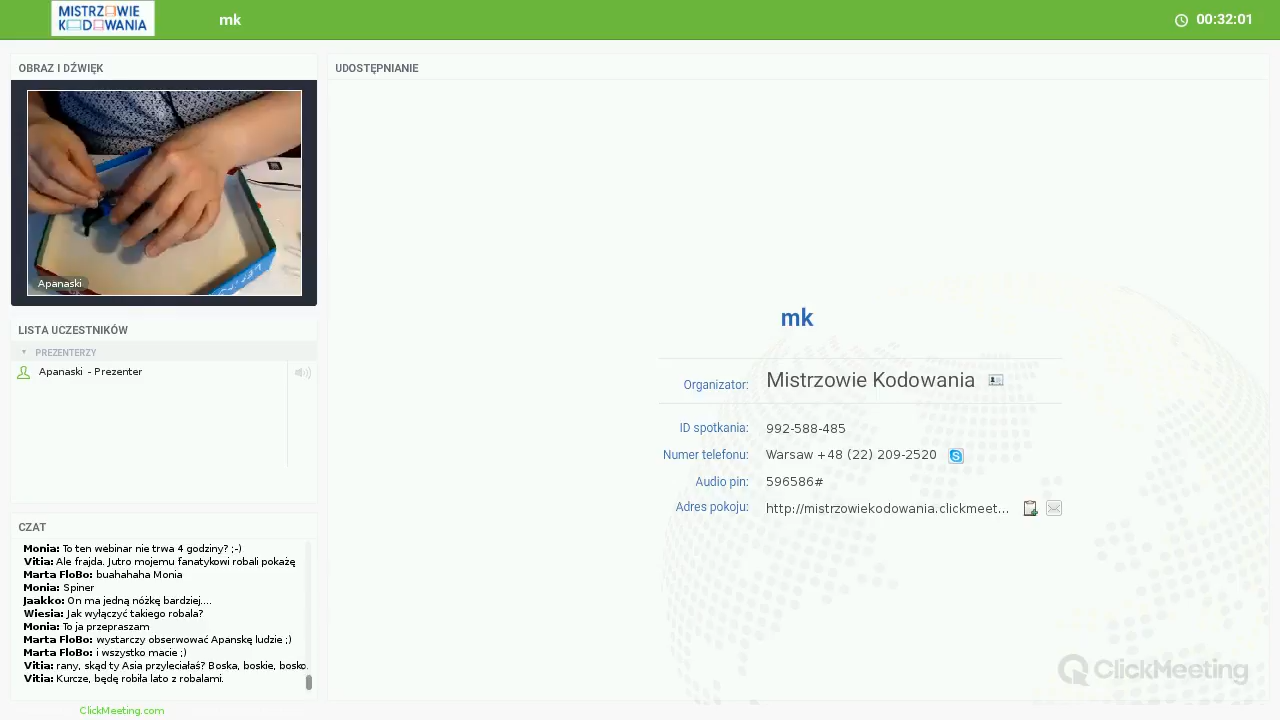 MISTRZOWIE
KODOWANIA
mk
00:32:01
OBRAZ I DŹWIĘK
Apanaski
LISTA UCZESTNIKÓW
PREZENTERZY
Apanaski - Prezenter
CZAT
Monia: To ten webinar nie trwa 4 godziny? ;-)
Vitia: Ale frajda. Jutro mojemu fanatykowi robali pokażę
Marta FloBo: buahahaha Monia
Monia: Spiner
Jaakko: On ma jedną nóżkę bardziej....
Wiesia: Jak wyłączyć takiego robala?
Monia: To ja przepraszam
Marta FloBo: wystarczy obserwować Apanskę ludzie ;)
Marta FloBo: i wszystko macie ;)
Vitia: rany, skąd ty Asia przyleciałaś? Boska, boskie, bosko.
Vitia: Kurcze, będę robiła lato z robalami.
ClickMeeting.com
UDOSTĘPNIANIE
mk
Organizator: Mistrzowie Kodowania
ID spotkania: 992-588-485
Numer telefonu: Warsaw +48 (22) 209-2520
Audio pin: 596586#
Adres pokoju: http://mistrzowiekodowania.clickmeet...
ClickMeeting